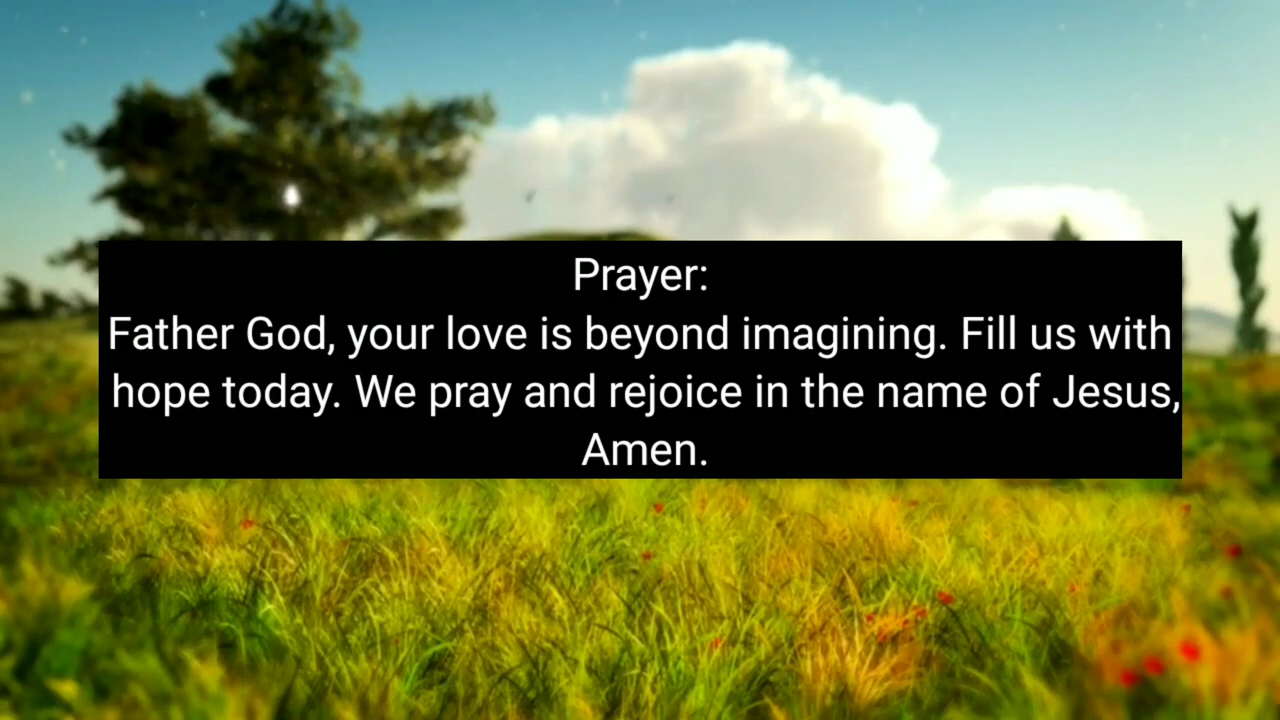 Prayer:
Father God, your love is beyond imagining. Fill us with
hope today. We pray and rejoice in the name of Jesus,
Amen.